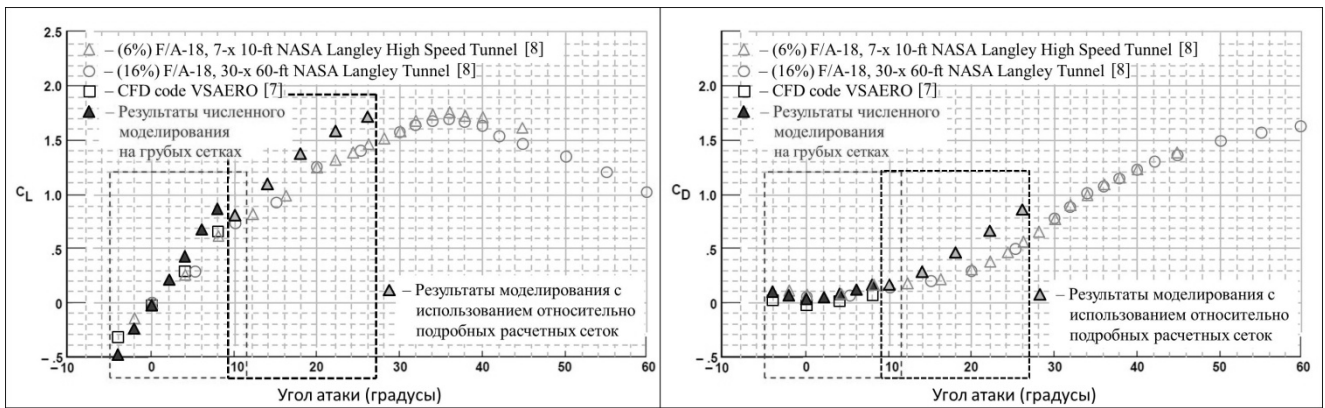 2.5
– (6%) F/A-18, 7-x 10-ft NASA Langley High Speed Tunnel [8]
2.0
– (16%) F/A-18, 30-x 60-ft NASA Langley Tunnel [8]
– CFD code VSAERO [7]
– Результаты численного
1.5
моделирования
на грубых сетках
C_L
1.0
.5
– Результаты моделирования с
0
использованием относительно
подробных расчетных сеток
–.5
–10 0 10 20 30 40 50 60
Угол атаки (градусы)
2.5
– (6%) F/A-18, 7-x 10-ft NASA Langley High Speed Tunnel [8]
2.0
– (16%) F/A-18, 30-x 60-ft NASA Langley Tunnel [8]
– CFD code VSAERO [7]
– Результаты численного
1.5
моделирования
на грубых сетках
C_D
1.0
.5
– Результаты моделирования с
0
использованием относительно
подробных расчетных сеток
–.5
–10 0 10 20 30 40 50 60
Угол атаки (градусы)